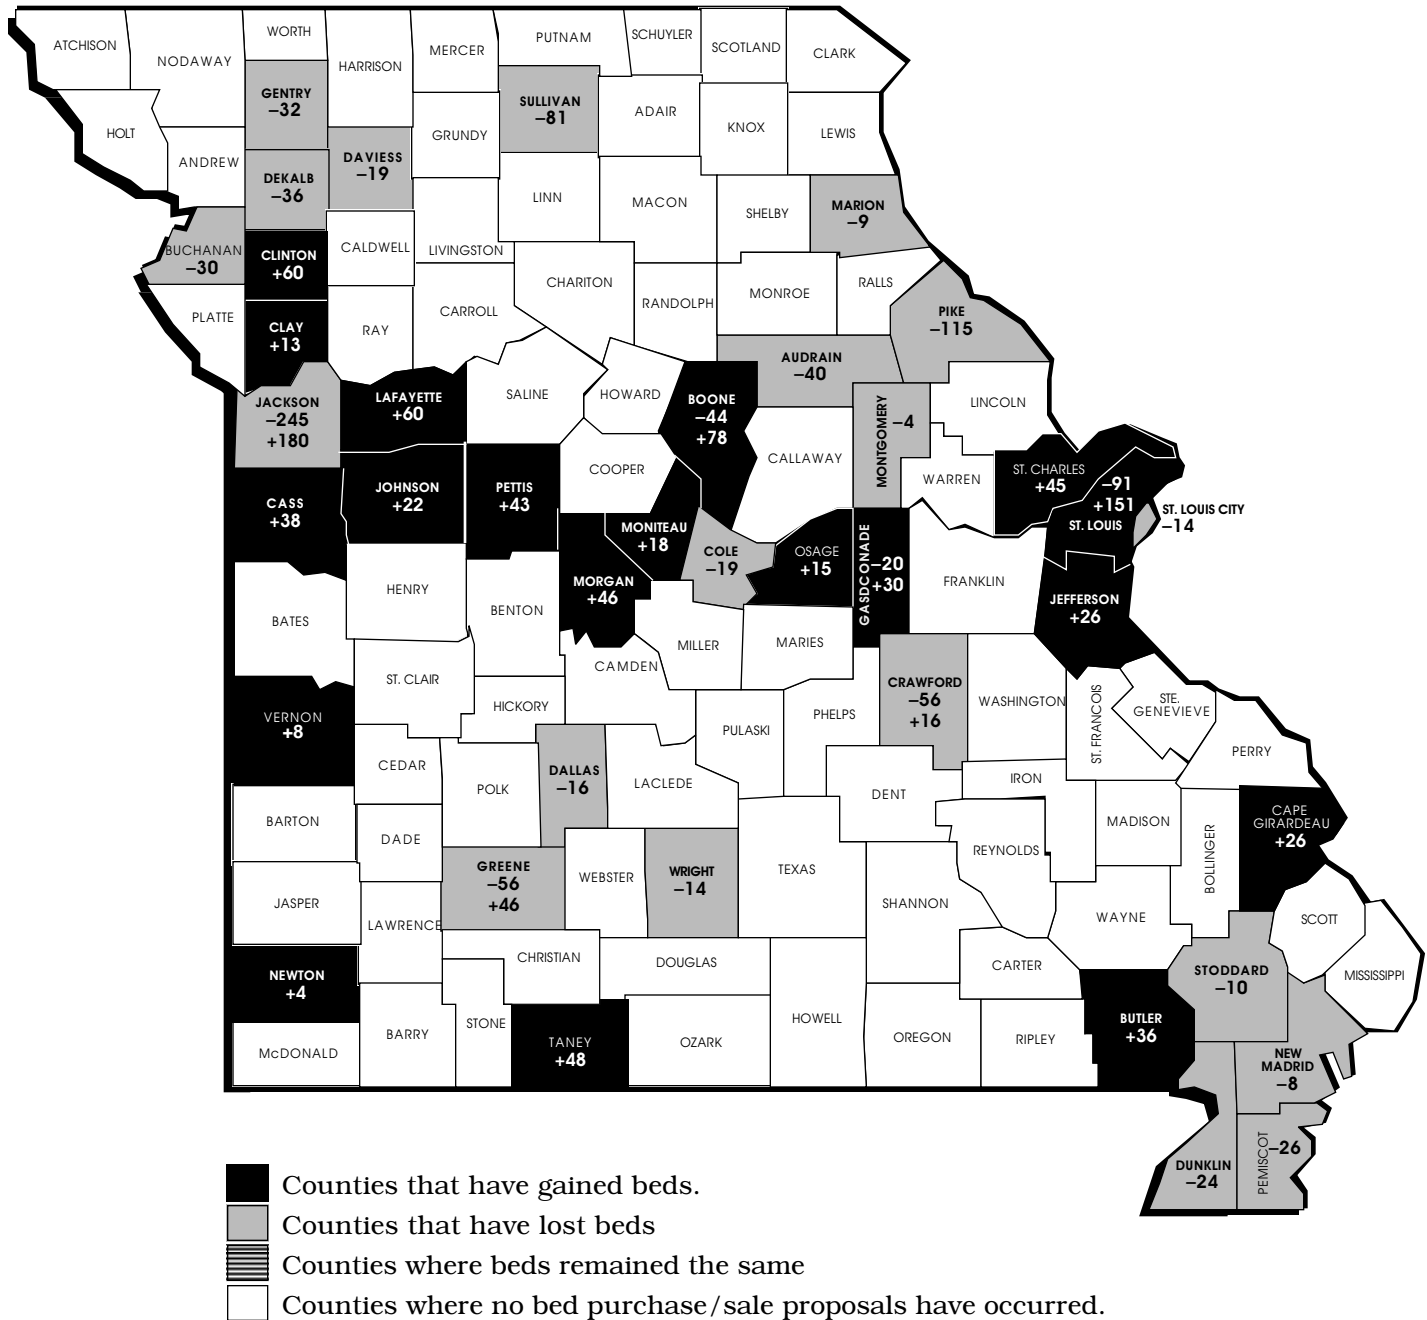 ATCHISON
NODAWAY
WORTH
HARRISON
MERCER
PUTNAM
SCHUYLER
SCOTLAND
CLARK
GENTRY
–32
SULLIVAN
–81
ADAIR
KNOX
LEWIS
HOLT
ANDREW
DEKALB
–36
DAVIESS
–19
GRUNDY
LINN
MACON
SHELBY
MARION
–9
BUCHANAN
–30
CLINTON
+60
CALDWELL
LIVINGSTON
CHARITON
RANDOLPH
MONROE
RALLS
PLATTE
CLAY
+13
RAY
CARROLL
PIKE
–115
AUDRAIN
–40
JACKSON
–245
+180
LAFAYETTE
+60
SALINE
HOWARD
BOONE
–44
+78
CALLAWAY
MONTGOMERY
–4
LINCOLN
WARREN
ST. CHARLES
+45
–91
+151
ST. LOUIS
ST. LOUIS CITY
–14
CASS
+38
JOHNSON
+22
PETTIS
+43
COOPER
MONITEAU
+18
COLE
–19
OSAGE
+15
GASDCONADE
–20
+30
FRANKLIN
JEFFERSON
+26
MORGAN
+46
BATES
HENRY
BENTON
MILLER
MARIES
CAMDEN
ST. CLAIR
HICKORY
VERNON
+8
PULASKI
PHELPS
CRAWFORD
–56
+16
WASHINGTON
ST. FRANCOIS
STE.
GENEVIEVE
PERRY
CEDAR
POLK
DALLAS
–16
LACLEDE
DENT
IRON
MADISON
BOLLINGER
CAPE
GIRARDEAU
+26
BARTON
DADE
GREENE
–56
+46
WEBSTER
WRIGHT
–14
TEXAS
REYNOLDS
JASPER
LAWRENCE
SHANNON
WAYNE
SCOTT
CHRISTIAN
DOUGLAS
CARTER
STODDARD
–10
MISSISSIPPI
NEWTON
+4
BARRY
STONE
TANEY
+48
OZARK
HOWELL
OREGON
RIPLEY
BUTLER
+36
McDONALD
NEW
MADRID
–8
DUNKLIN
–24
PEMISCOT
–26
Counties that have gained beds.
Counties that have lost beds
Counties where beds remained the same
Counties where no bed purchase/sale proposals have occurred.